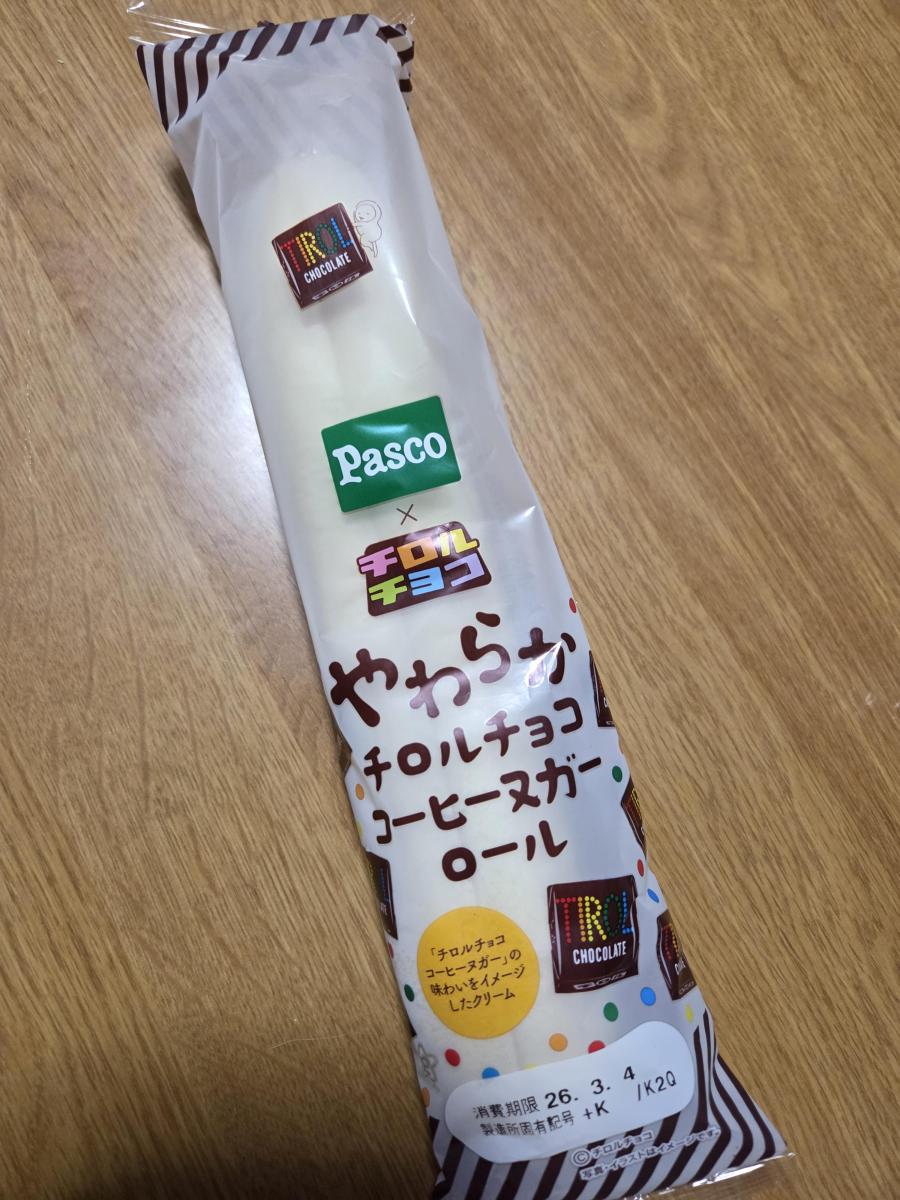 TIROL
CHOCOLATE
Pasco
×
チロル
チョコ
やわらか
チロルチョコ
コーヒーヌガー
ロール
「チロルチョコ
コーヒーヌガー」の
味わいをイメージ
したクリーム
TIROL
CHOCOLATE
消費期限 26. 3. 4
製造所固有記号 +K /K2Q
©チロルチョコ
写真・イラストはイメージです。